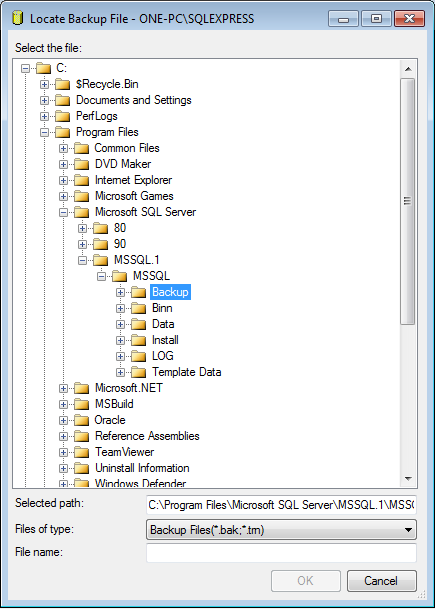 Locate Backup File - ONE-PC\SQLEXPRESS
Select the file:
C:
$Recycle.Bin
Documents and Settings
PerfLogs
Program Files
Common Files
DVD Maker
Internet Explorer
Microsoft Games
Microsoft SQL Server
80
90
MSSQL.1
MSSQL
Backup
Binn
Data
Install
LOG
Template Data
Microsoft.NET
MSBuild
Oracle
Reference Assemblies
TeamViewer
Uninstall Information
Windows Defender
Selected path: C:\Program Files\Microsoft SQL Server\MSSQL.1\MSSQ
Files of type: Backup Files(*.bak;*.trn)
File name:
OK Cancel